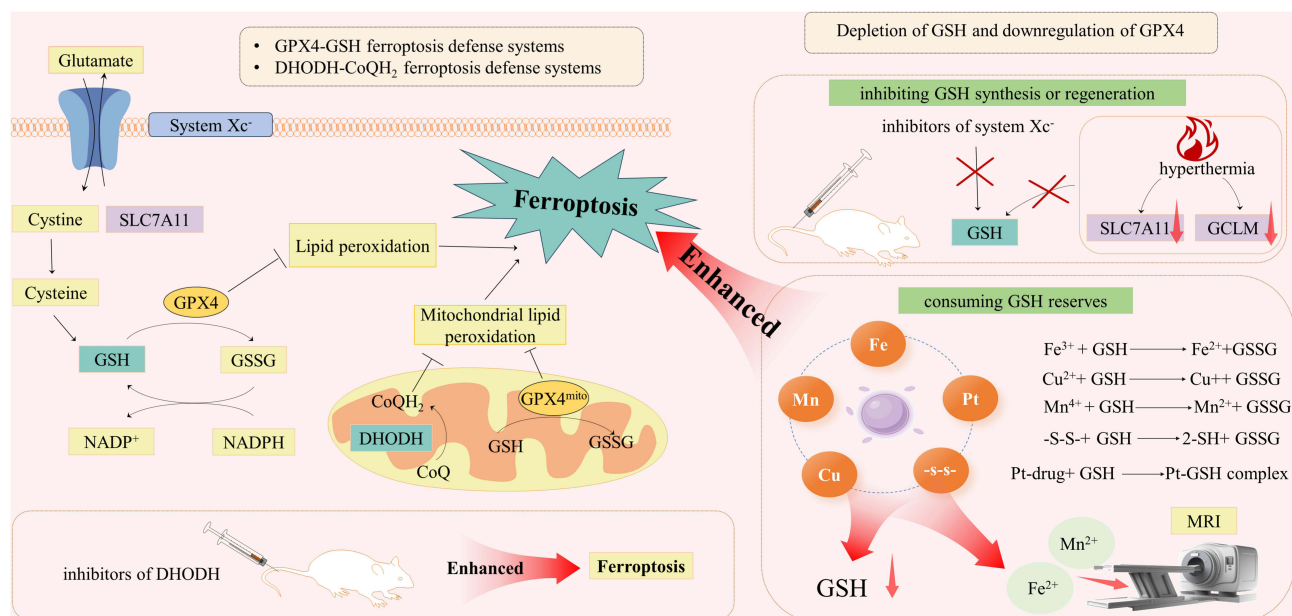 • GPX4-GSH ferroptosis defense systems
• DHODH-CoQH₂ ferroptosis defense systems
Glutamate
System Xc⁻
Cystine
SLC7A11
Cysteine
GPX4
Lipid peroxidation
Ferroptosis
GSH
GSSG
NADP⁺
NADPH
Mitochondrial lipid
peroxidation
CoQH₂
GPX4ᵐⁱᵗᵒ
DHODH
GSH
GSSG
CoQ
Enhanced
inhibitors of DHODH
Enhanced
Ferroptosis
Depletion of GSH and downregulation of GPX4
inhibiting GSH synthesis or regeneration
inhibitors of system Xc⁻
hyperthermia
GSH
SLC7A11
GCLM
consuming GSH reserves
Fe
Mn
Pt
Cu
-s-s-
Fe³⁺+ GSH → Fe²⁺+GSSG
Cu²⁺+ GSH → Cu++ GSSG
Mn⁴⁺+ GSH → Mn²⁺+ GSSG
-S-S-+ GSH → 2-SH+ GSSG
Pt-drug+ GSH → Pt-GSH complex
GSH
MRI
Mn²⁺
Fe²⁺